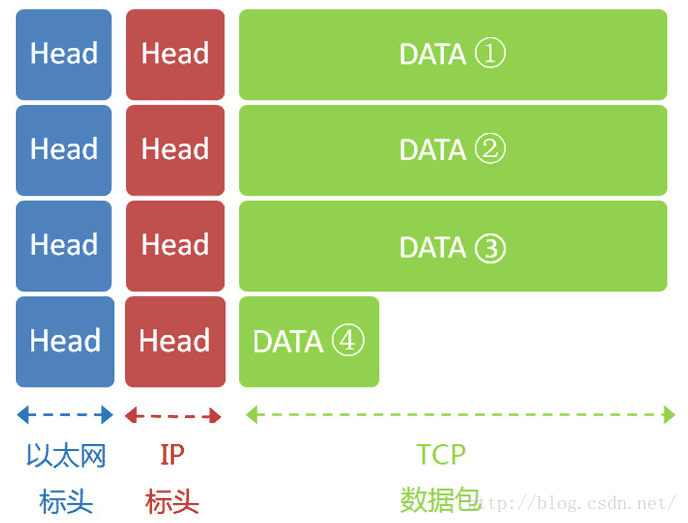 Head Head DATA ①
Head Head DATA ②
Head Head DATA ③
Head Head DATA ④
以太网 IP TCP
标头 标头 数据包
http://blog.csdn.net/